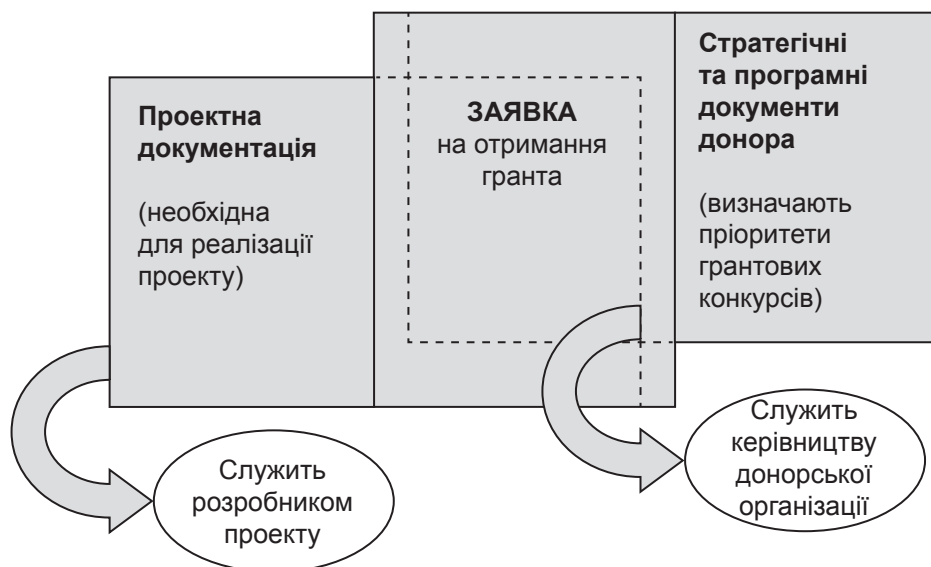 Проектна
документація
(необхідна
для реалізації
проекту)
ЗАЯВКА
на отримання
гранта
Стратегічні
та програмні
документи
донора
(визначають
пріоритети
грантових
конкурсів)
Служить
розробником
проекту
Служить
керівництву
донорської
організації